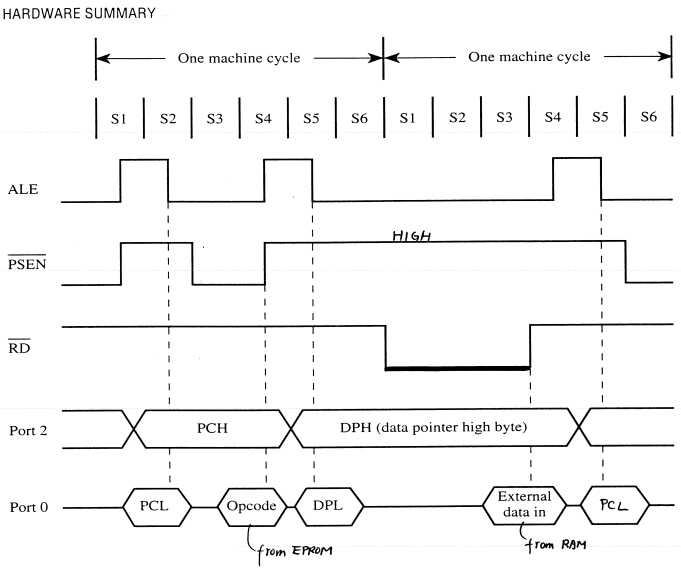 HARDWARE SUMMARY
One machine cycle One machine cycle
S1 S2 S3 S4 S5 S6 S1 S2 S3 S4 S5 S6
ALE
HIGH
PSEN
RD
Port 2 PCH DPH (data pointer high byte)
Port 0 PCL Opcode DPL External data in PCL
from EPROM from RAM